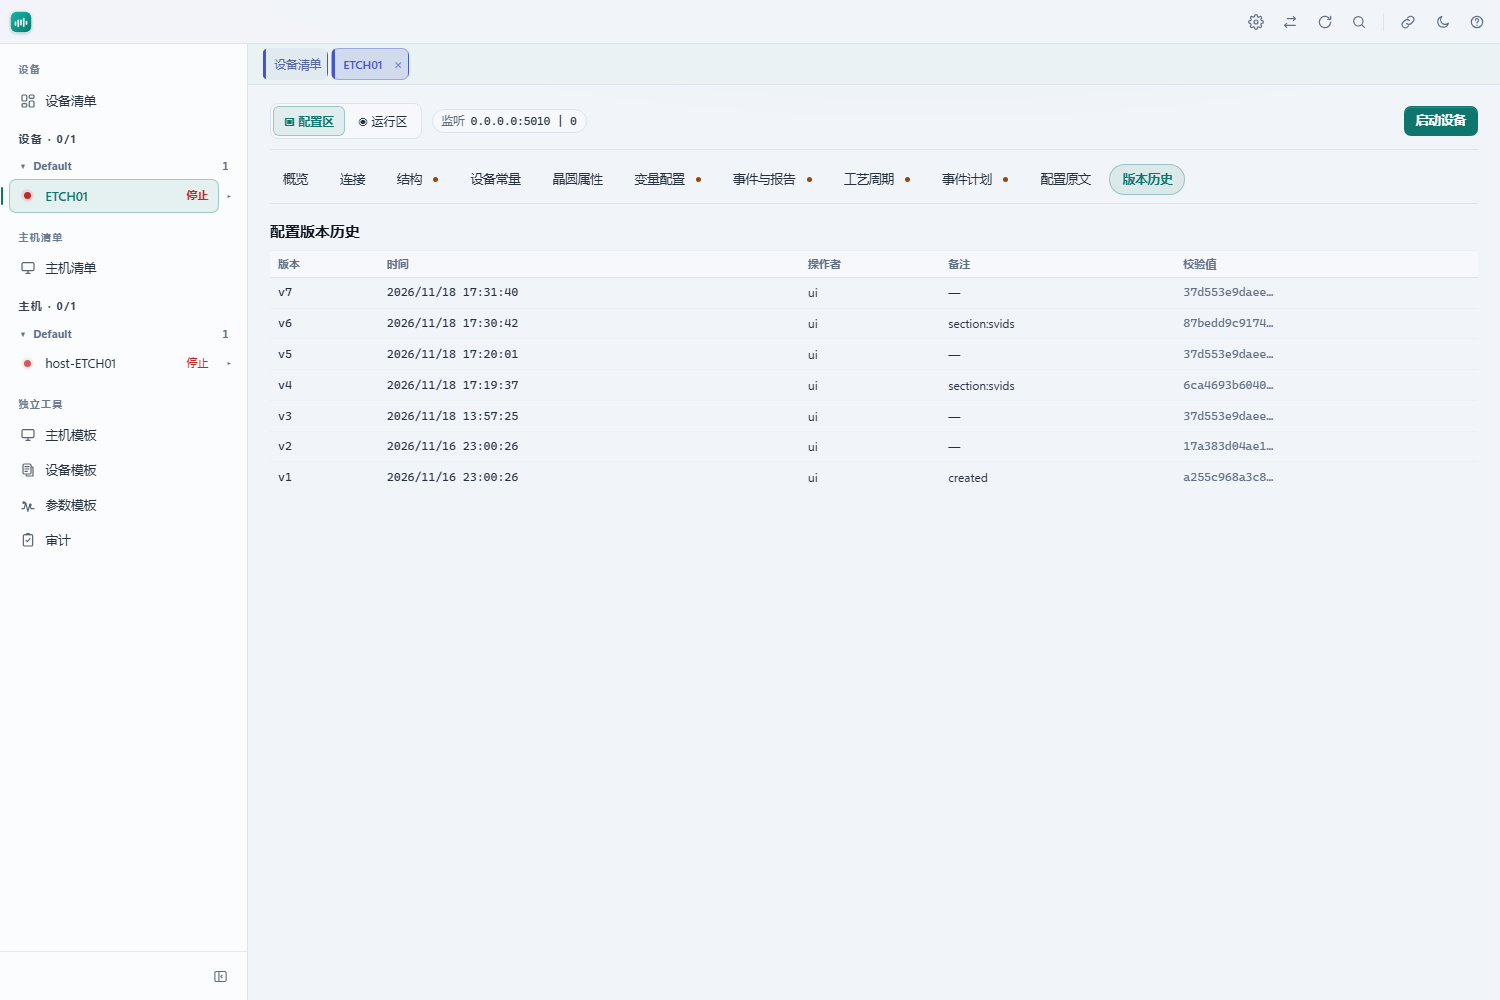 设备
设备清单
设备 · 0/1
Default 1
ETCH01 停止
主机清单
主机清单
主机 · 0/1
Default 1
host-ETCH01 停止
独立工具
主机模板
设备模板
参数模板
审计
设备清单 ETCH01 ×
配置区 运行区 监听 0.0.0.0:5010 | 0 启动设备
概览 连接 结构 设备常量 晶圆属性 变量配置 事件与报告 工艺周期 事件计划 配置原文 版本历史
配置版本历史
版本 时间 操作者 备注 校验值
v7 2026/11/18 17:31:40 ui — 37d553e9daee…
v6 2026/11/18 17:30:42 ui section:svids 87bedd9c9174…
v5 2026/11/18 17:20:01 ui — 37d553e9daee…
v4 2026/11/18 17:19:37 ui section:svids 6ca4693b6040…
v3 2026/11/18 13:57:25 ui — 37d553e9daee…
v2 2026/11/16 23:00:26 ui — 17a383d04ae1…
v1 2026/11/16 23:00:26 ui created a255c968a3c8…